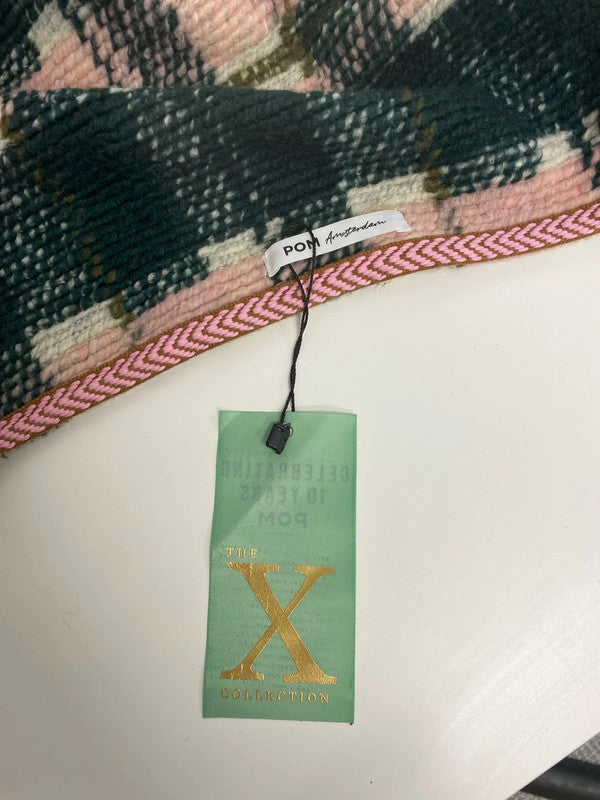 POM Amsterdam
CELEBRATING
10 YEARS
POM
THE
X
COLLECTION